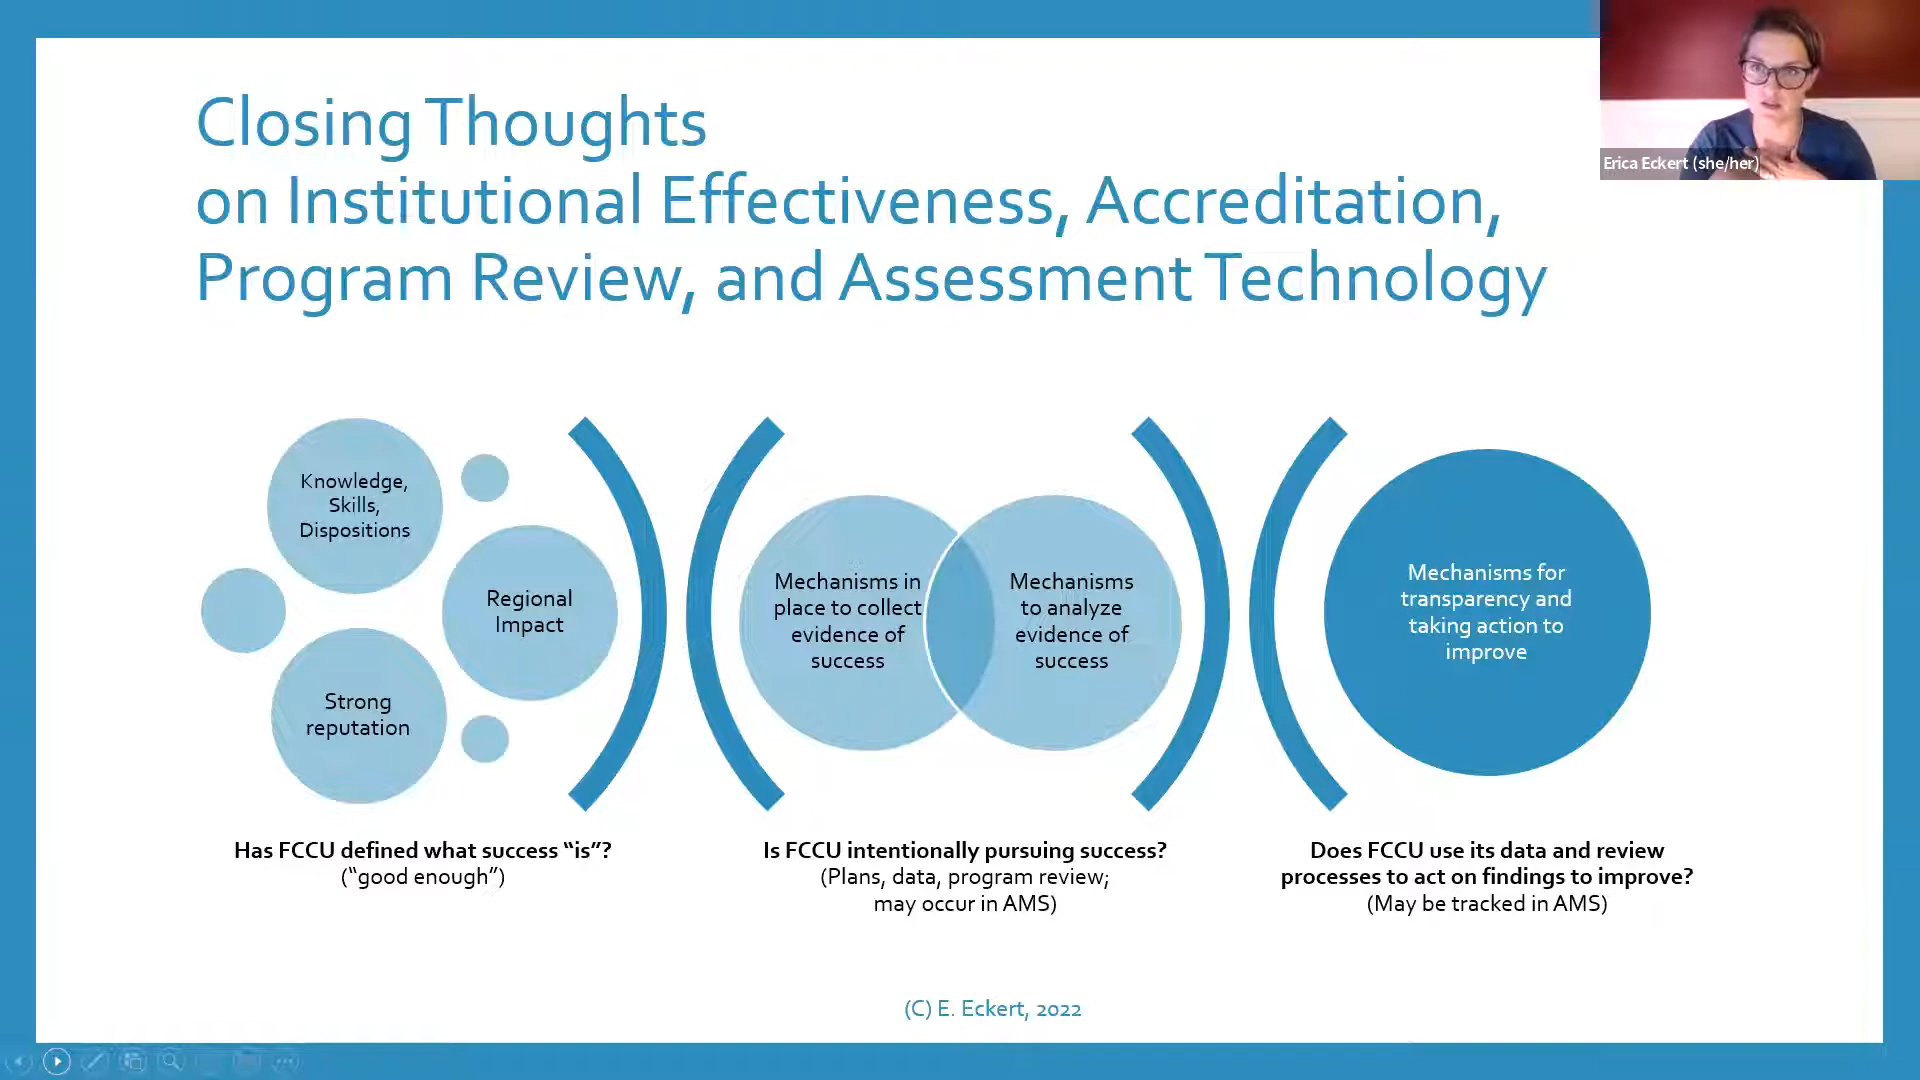 Closing Thoughts
on Institutional Effectiveness, Accreditation,
Program Review, and Assessment Technology
Erica Eckert (she/her)
Knowledge,
Skills,
Dispositions
Regional
Impact
Strong
reputation
Mechanisms in
place to collect
evidence of
success
Mechanisms
to analyze
evidence of
success
Mechanisms for
transparency and
taking action to
improve
Has FCCU defined what success “is”?
(“good enough”)
Is FCCU intentionally pursuing success?
(Plans, data, program review;
may occur in AMS)
Does FCCU use its data and review
processes to act on findings to improve?
(May be tracked in AMS)
(C) E. Eckert, 2022